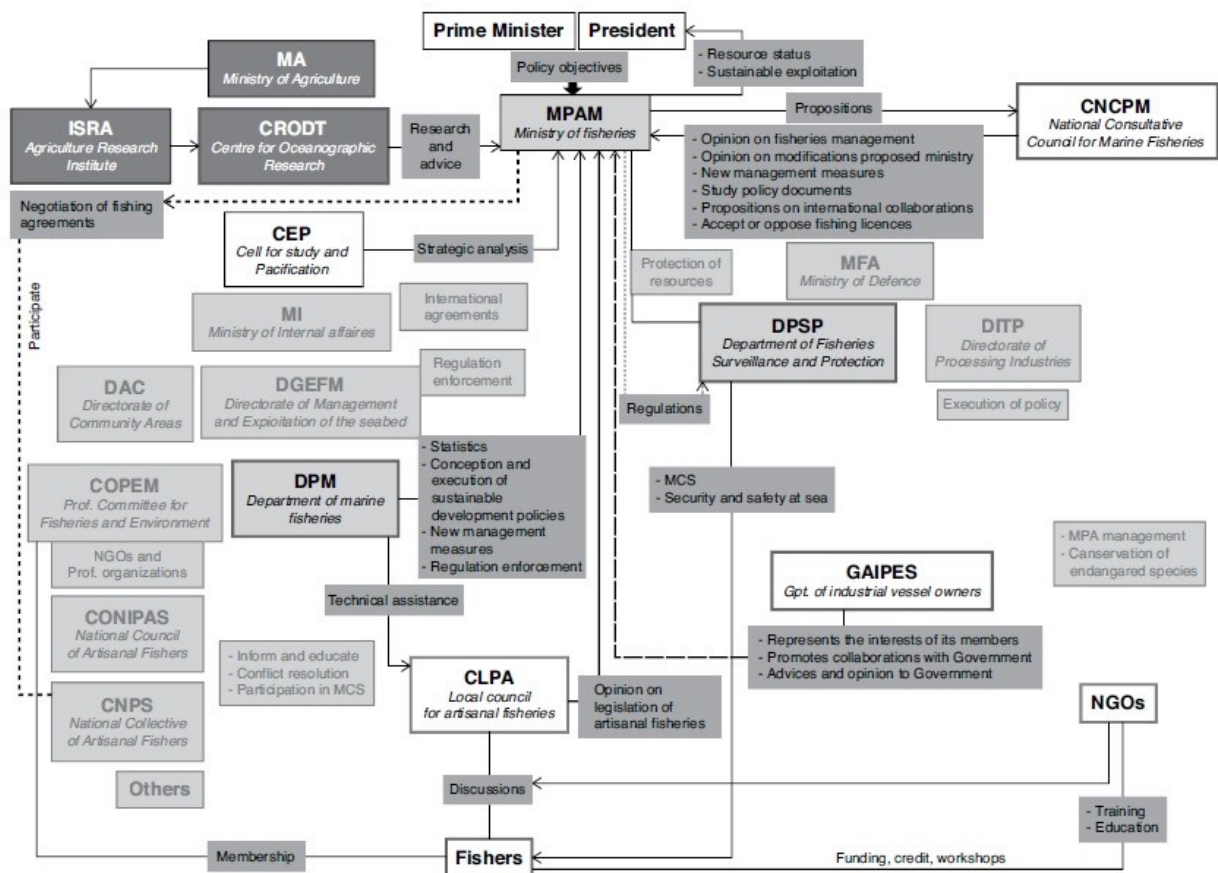 Prime Minister
President
- Resource status
- Sustainable exploitation
Policy objectives
MA
Ministry of Agriculture
MPAM
Ministry of fisheries
Propositions
CNCPM
National Consultative
Council for Marine Fisheries
ISRA
Agriculture Research
Institute
CRODT
Centre for Oceanographic
Research
Research
and
advice
- Opinion on fisheries management
- Opinion on modifications proposed ministry
- New management measures
- Study policy documents
- Propositions on international collaborations
- Accept or oppose fishing licences
Negotiation of fishing
agreements
CEP
Cell for study and
Pacification
Strategic analysis
Participate
Protection of
resources
MFA
Ministry of Defence
MI
Ministry of Internal affaires
International
agreements
DPSP
Department of Fisheries
Surveillance and Protection
DITP
Directorate of
Processing Industries
Regulation
enforcement
DAC
Directorate of
Community Areas
DGEFM
Directorate of Management
and Expioitation of the seabed
Regulations
Execution of policy
- Statistics
- Conception and
execution of
sustainable
development policies
- New management
measures
- Regulation enforcement
COPEM
Prof. Committee for
Fisheries and Environment
DPM
Department of marine
fisheries
- MCS
- Security and safety at sea
NGOs and
Prof. organizations
- MPA management
- Canservation of
endangared species
GAIPES
Gpt. of industrial vessel owners
Technical assistance
CONIPAS
National Council
of Artisanal Fishers
- Inform and educate
- Conflict resolution
- Participation in MCS
- Represents the interests of its members
- Promotes collaborations with Government
- Advices and opinion to Government
CLPA
Local council
for artisanal fisheries
Opinion on
legislation of
artisanal fisheries
CNPS
National Collective
of Artisanal Fishers
NGOs
Others
Discussions
- Training
- Education
Membership
Fishers
Funding, credit, workshops